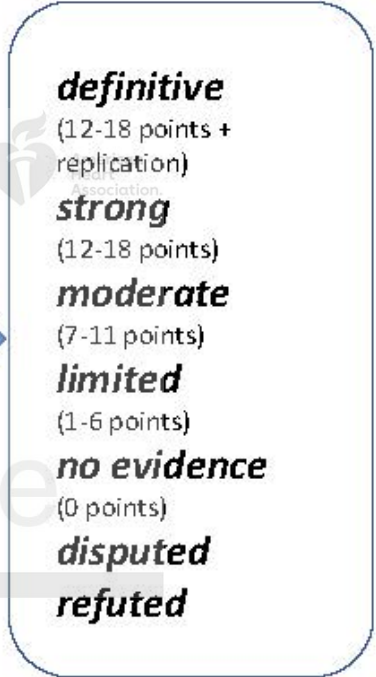 definitive
(12-18 points +
replication)
strong
(12-18 points)
moderate
(7-11 points)
limited
(1-6 points)
no evidence
(0 points)
disputed
refuted
Association.